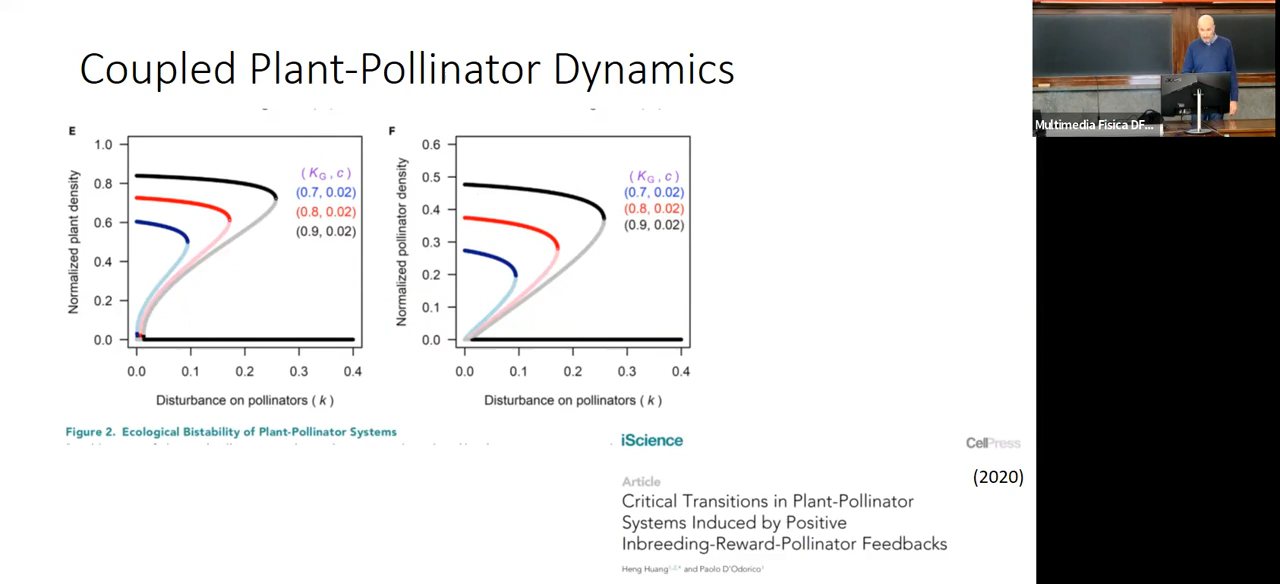 Coupled Plant-Pollinator Dynamics
E
1.0
0.8
0.6
0.4
0.2
0.0
Normalized plant density
(KG, c)
(0.7, 0.02)
(0.8, 0.02)
(0.9, 0.02)
0.0 0.1 0.2 0.3 0.4
Disturbance on pollinators (k)
F
0.6
0.5
0.4
0.3
0.2
0.1
0.0
Normalized pollinator density
(KG, c)
(0.7, 0.02)
(0.8, 0.02)
(0.9, 0.02)
0.0 0.1 0.2 0.3 0.4
Disturbance on pollinators (k)
Figure 2. Ecological Bistability of Plant-Pollinator Systems
iScience
CellPress
(2020)
Article
Critical Transitions in Plant-Pollinator
Systems Induced by Positive
Inbreeding-Reward-Pollinator Feedbacks
Heng Huang and Paolo D'Odorico
Multimedia Fisica DF...